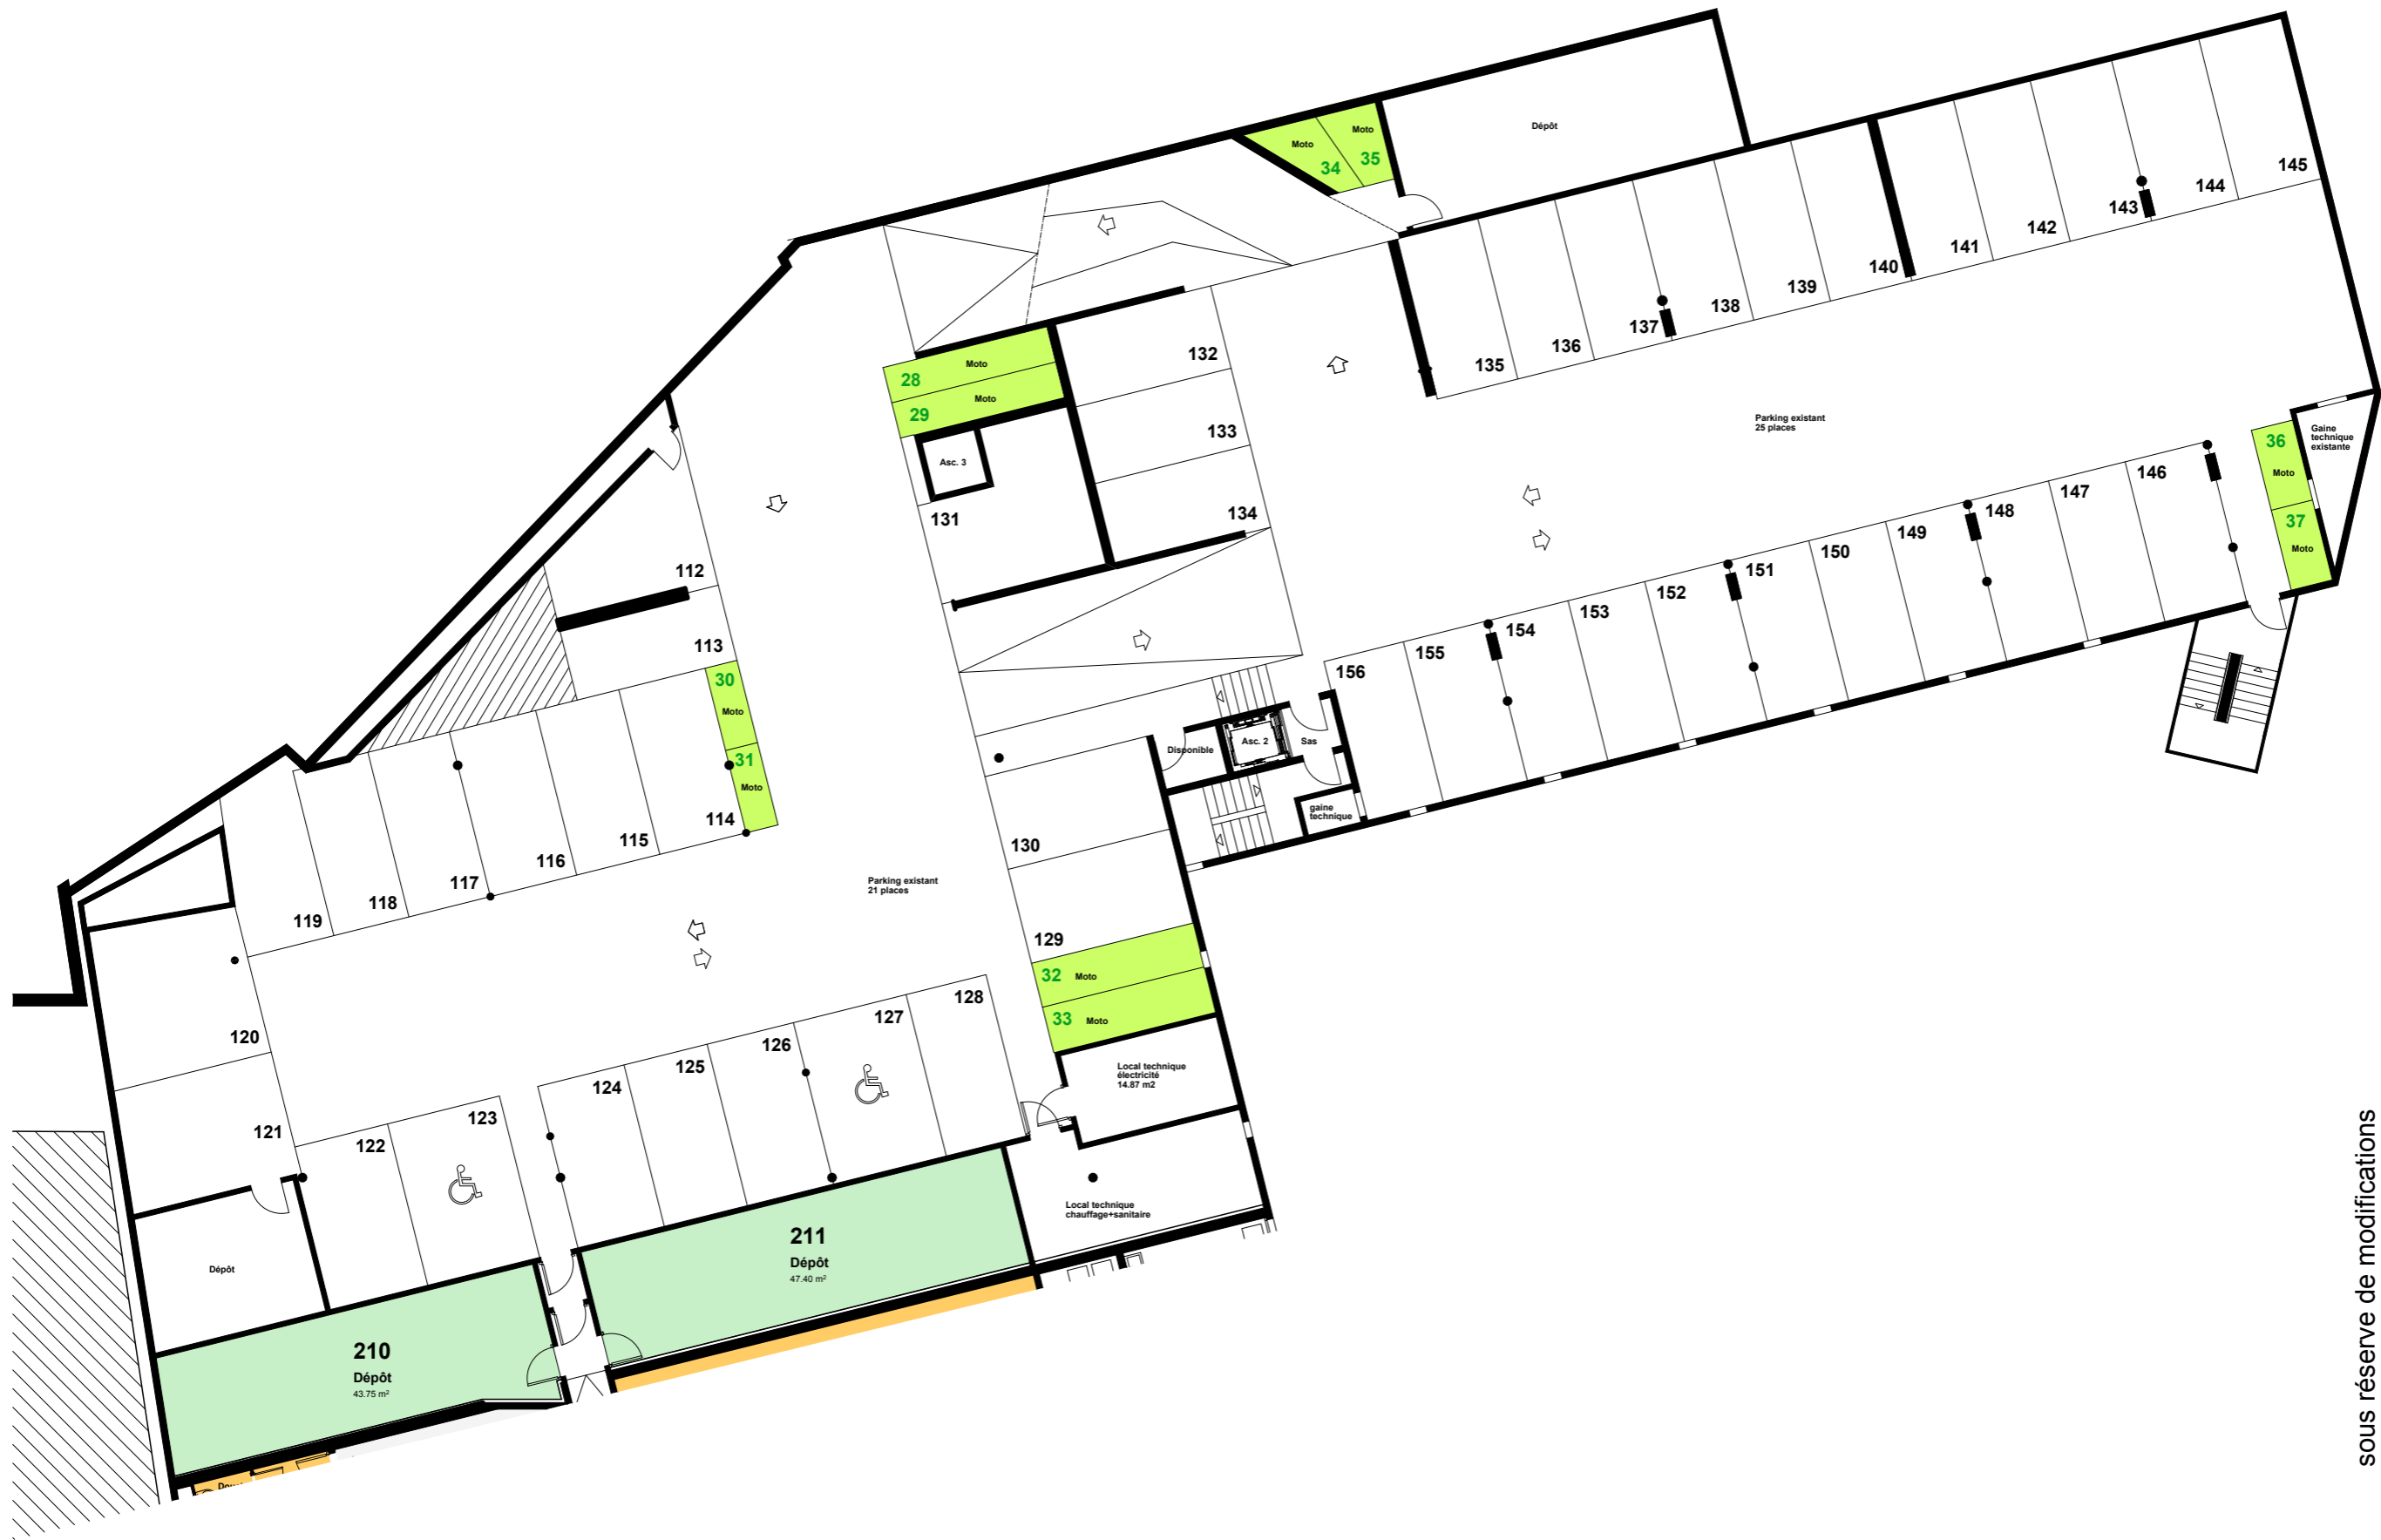 Moto
34
Moto
35
Dépôt
145
144
143
142
141
140
139
138
137
136
135
132
133
134
28
Moto
29
Moto
Asc. 3
131
Parking existant
25 places
36
Moto
37
Moto
Gaine
technique
existante
146
147
148
149
150
151
152
153
154
155
156
112
113
30
Moto
31
Moto
114
115
116
117
118
119
Disponible
Asc. 2
Sas
gaine
technique
130
129
Parking existant
21 places
32
Moto
33
Moto
128
127
126
125
124
123
122
121
120
Local technique
électricité
14.87 m2
Local technique
chauffage+sanitaire
Dépôt
211
Dépôt
47.40 m²
210
Dépôt
43.75 m²
sous réserve de modifications